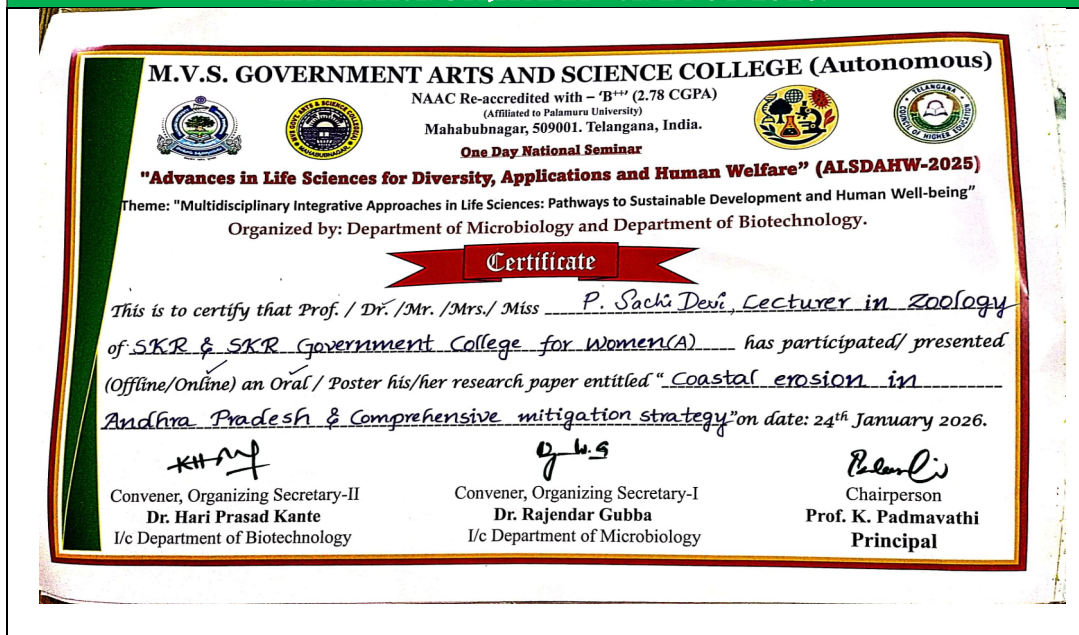 M.V.S. GOVERNMENT ARTS AND SCIENCE COLLEGE (Autonomous)
NAAC Re-accredited with – 'B++' (2.78 CGPA)
(Affiliated to Palamuru University)
Mahabubnagar, 509001. Telangana, India.
One Day National Seminar
"Advances in Life Sciences for Diversity, Applications and Human Welfare" (ALSDAHW-2025)
Theme: "Multidisciplinary Integrative Approaches in Life Sciences: Pathways to Sustainable Development and Human Well-being"
Organized by: Department of Microbiology and Department of Biotechnology.
Certificate
This is to certify that Prof. / Dr. /Mr. /Mrs./ Miss P. Sachi Devi, Lecturer in Zoology
of SKR & SKR Government College for Women(A) has participated/ presented
(Offline/Online) an Oral / Poster his/her research paper entitled " Coastal erosion in
Andhra Pradesh & Comprehensive mitigation strategy" on date: 24th January 2026.
Convener, Organizing Secretary-II
Dr. Hari Prasad Kante
I/c Department of Biotechnology
Convener, Organizing Secretary-I
Dr. Rajendar Gubba
I/c Department of Microbiology
Chairperson
Prof. K. Padmavathi
Principal